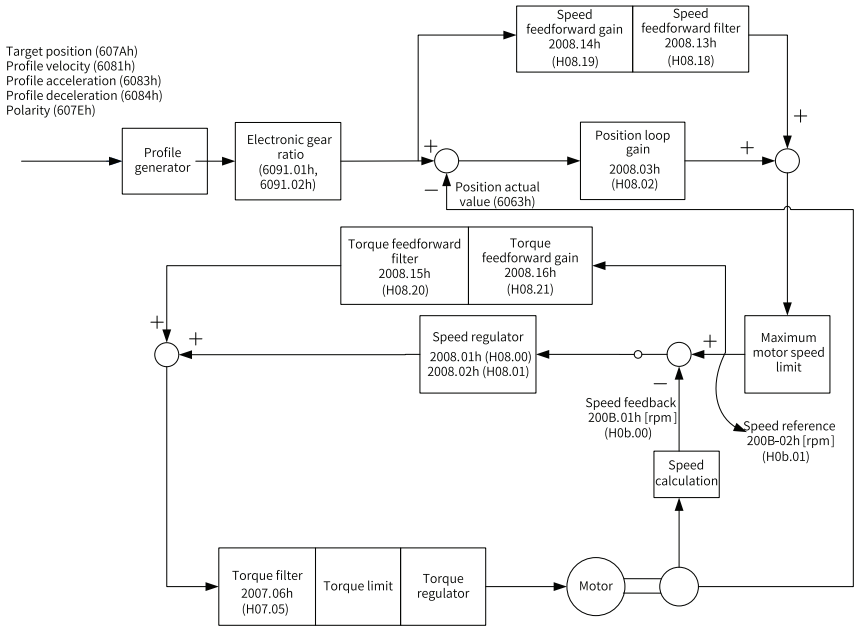 Target position (607Ah)
Profile velocity (6081h)
Profile acceleration (6083h)
Profile deceleration (6084h)
Polarity (607Eh)
Speed
feedforward gain
2008.14h
(H08.19)
Speed
feedforward filter
2008.13h
(H08.18)
+
Profile
generator
Electronic gear
ratio
(6091.01h,
6091.02h)
+
Position loop
gain
2008.03h
(H08.02)
+
—
Position actual
value (6063h)
Torque feedforward
filter
2008.15h
(H08.20)
Torque
feedforward gain
2008.16h
(H08.21)
+
+
Speed regulator
2008.01h (H08.00)
2008.02h (H08.01)
+
Maximum
motor speed
limit
—
Speed feedback
200B.01h [rpm]
(H0b.00)
Speed reference
200B-02h [rpm]
(H0b.01)
Speed
calculation
Torque filter
2007.06h
(H07.05)
Torque limit
Torque
regulator
Motor